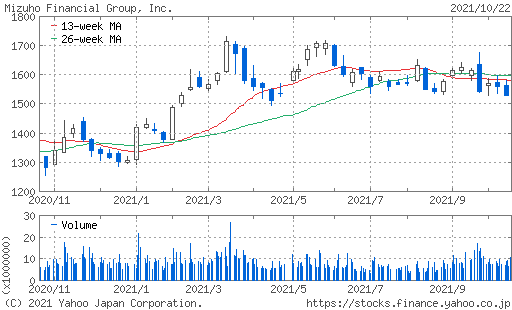 Mizuho Financial Group, Inc. 2021/10/22
1800
13-week MA
26-week MA
1700
1600
1500
1400
1300
1200
2020/11 2021/1 2021/3 2021/5 2021/7 2021/9
30
Volume
20
10
0
(x1000000)
2020/11 2021/1 2021/3 2021/5 2021/7 2021/9
(C) 2021 Yahoo Japan Corporation. https://stocks.finance.yahoo.co.jp